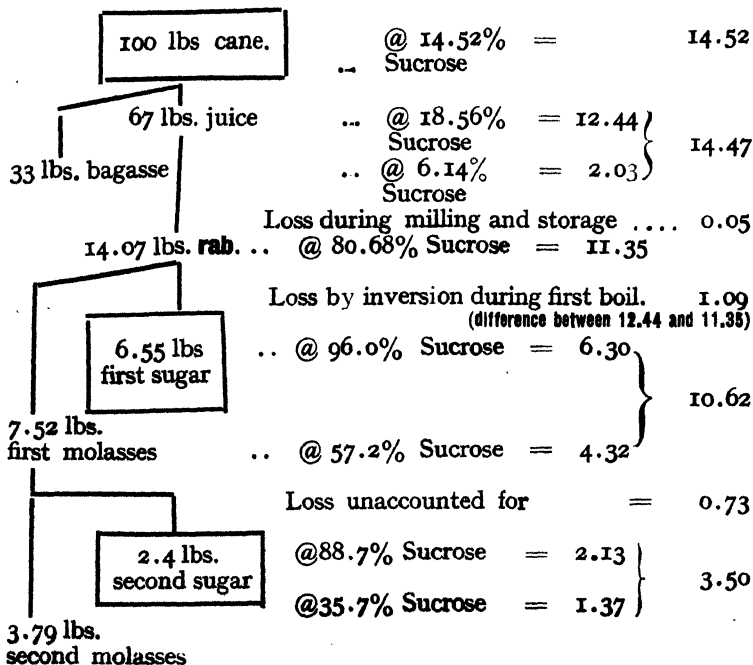 100 lbs cane. .. @ 14.52% = 14.52
Sucrose
67 lbs. juice ... @ 18.56% = 12.44
Sucrose
14.47
33 lbs. bagasse .. @ 6.14% = 2.03
Sucrose
Loss during milling and storage .... 0.05
14.07 lbs. rab. .. @ 80.68% Sucrose = 11.35
Loss by inversion during first boil. 1.09
(difference between 12.44 and 11.35)
6.55 lbs .. @ 96.0% Sucrose = 6.30
first sugar
10.62
7.52 lbs.
first molasses .. @ 57.2% Sucrose = 4.32
Loss unaccounted for = 0.73
2.4 lbs. @88.7% Sucrose = 2.13
second sugar
3.50
@35.7% Sucrose = 1.37
3.79 lbs.
second molasses